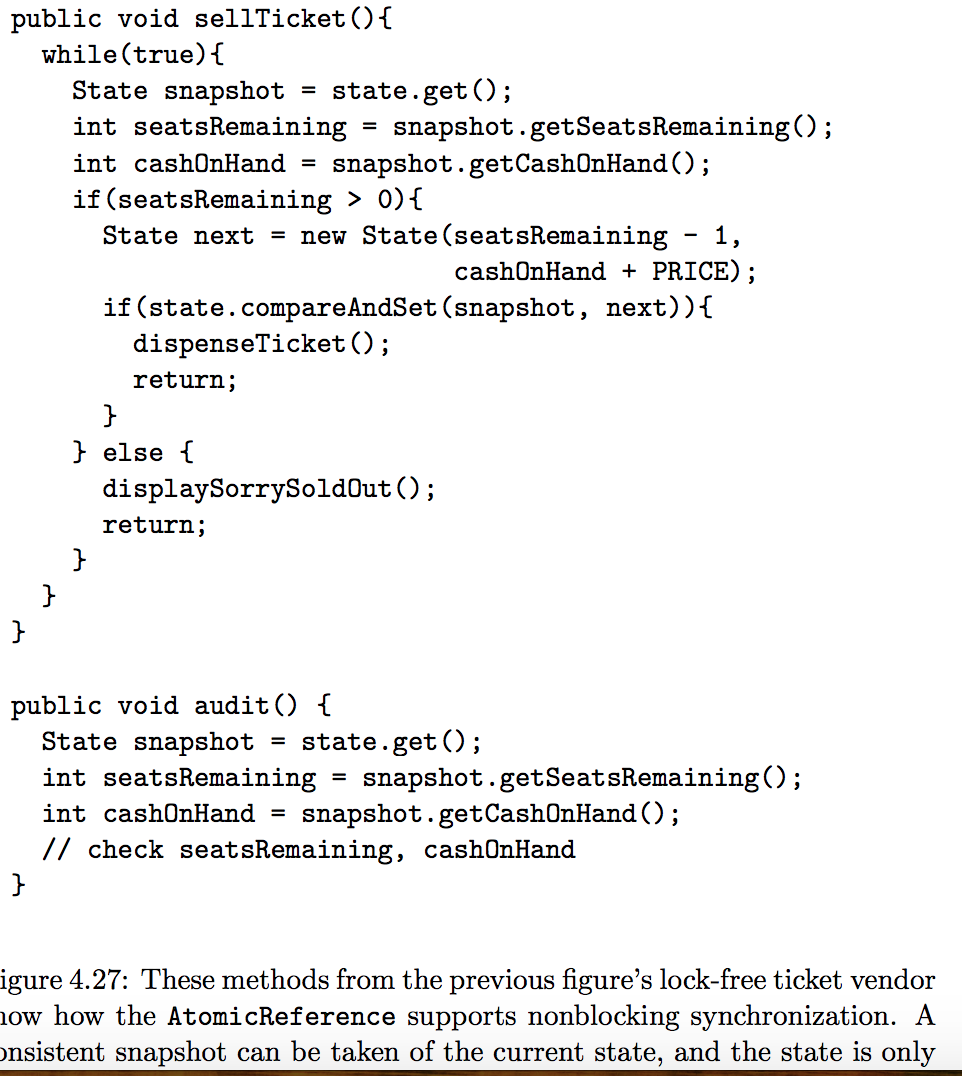 public void sellTicket(){
while(true){
State snapshot = state.get();
int seatsRemaining = snapshot.getSeatsRemaining();
int cashOnHand = snapshot.getCashOnHand();
if(seatsRemaining > 0){
State next = new State(seatsRemaining - 1,
cashOnHand + PRICE);
if(state.compareAndSet(snapshot, next)){
dispenseTicket();
return;
}
} else {
displaySorrySoldOut();
return;
}
}
}
public void audit() {
State snapshot = state.get();
int seatsRemaining = snapshot.getSeatsRemaining();
int cashOnHand = snapshot.getCashOnHand();
// check seatsRemaining, cashOnHand
}
igure 4.27: These methods from the previous figure's lock-free ticket vendor
how how the AtomicReference supports nonblocking synchronization. A
onsistent snapshot can be taken of the current state, and the state is only